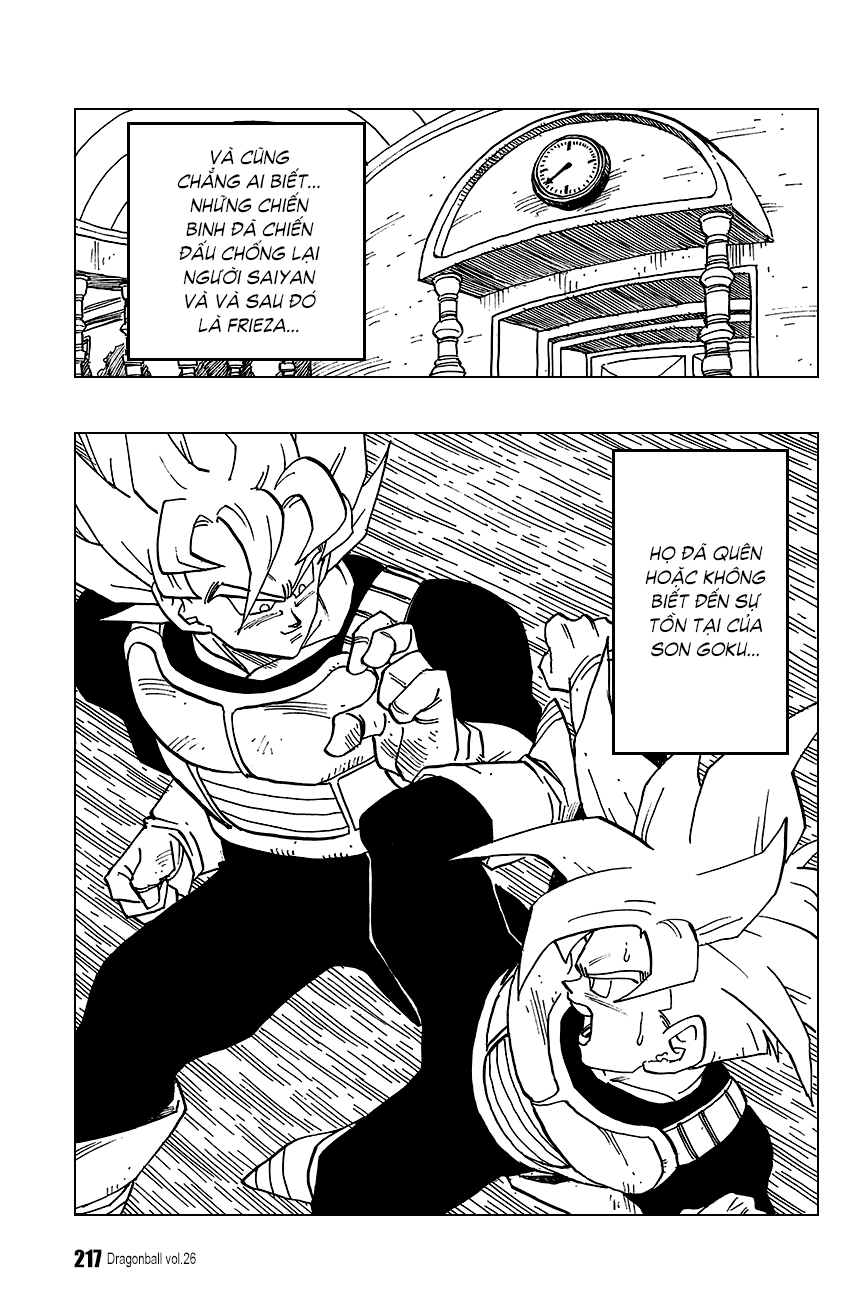 VÀ CŨNG
CHẲNG AI BIẾT...
NHỮNG CHIẾN
BINH ĐÃ CHIẾN
ĐẤU CHỐNG LẠI
NGƯỜI SAIYAN
VÀ VÀ SAU ĐÓ
LÀ FRIEZA...
HỌ ĐÃ QUÊN
HOẶC KHÔNG
BIẾT ĐẾN SỰ
TỒN TẠI CỦA
SON GOKU...
217 Dragonball vol.26